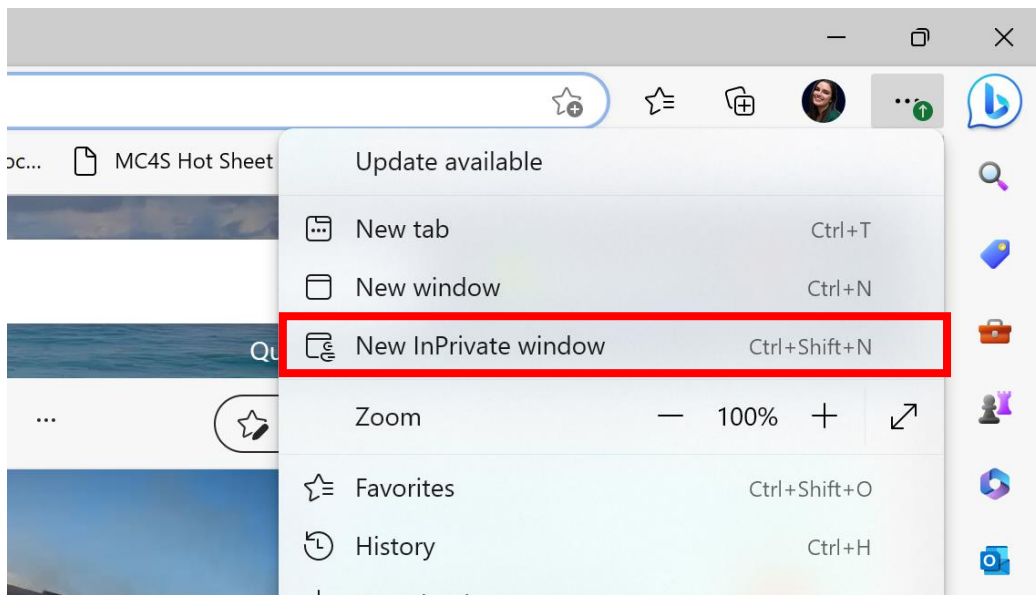 oc... MC4S Hot Sheet
Update available
New tab Ctrl+T
New window Ctrl+N
Qu
New InPrivate window Ctrl+Shift+N
Zoom — 100% +
...
Favorites Ctrl+Shift+O
History Ctrl+H